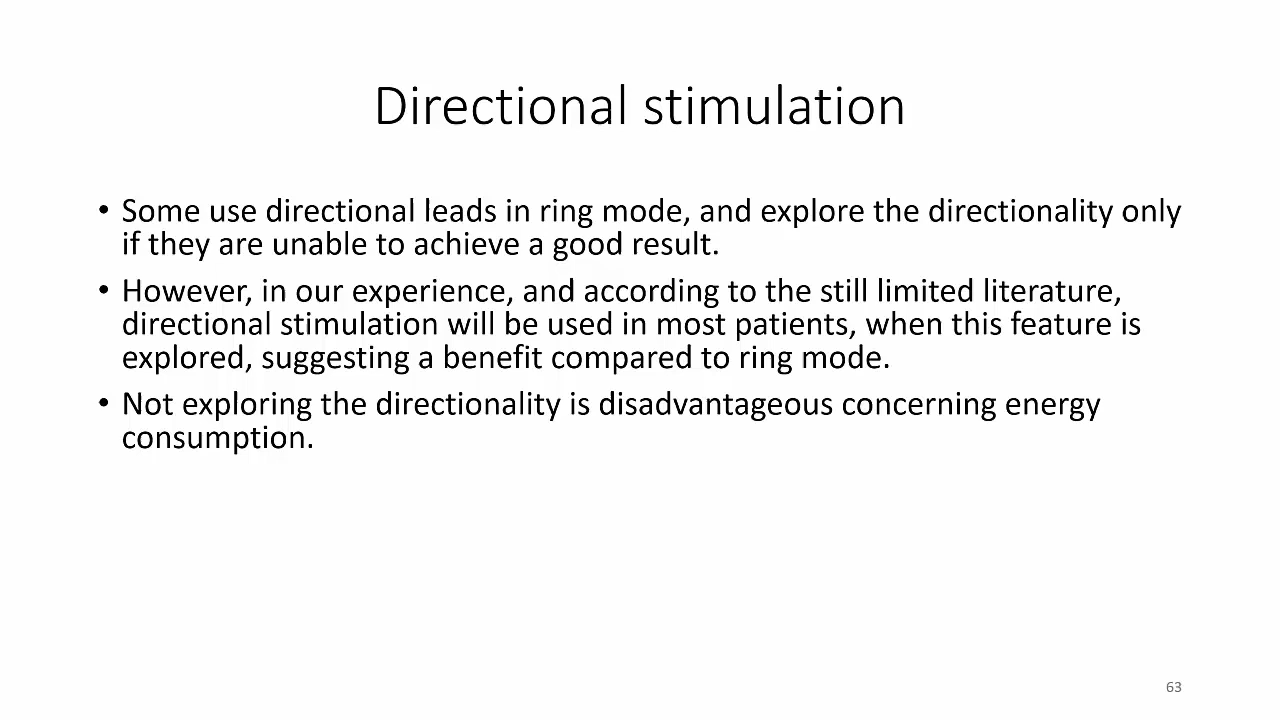 Directional stimulation
• Some use directional leads in ring mode, and explore the directionality only
if they are unable to achieve a good result.
• However, in our experience, and according to the still limited literature,
directional stimulation will be used in most patients, when this feature is
explored, suggesting a benefit compared to ring mode.
• Not exploring the directionality is disadvantageous concerning energy
consumption.
63